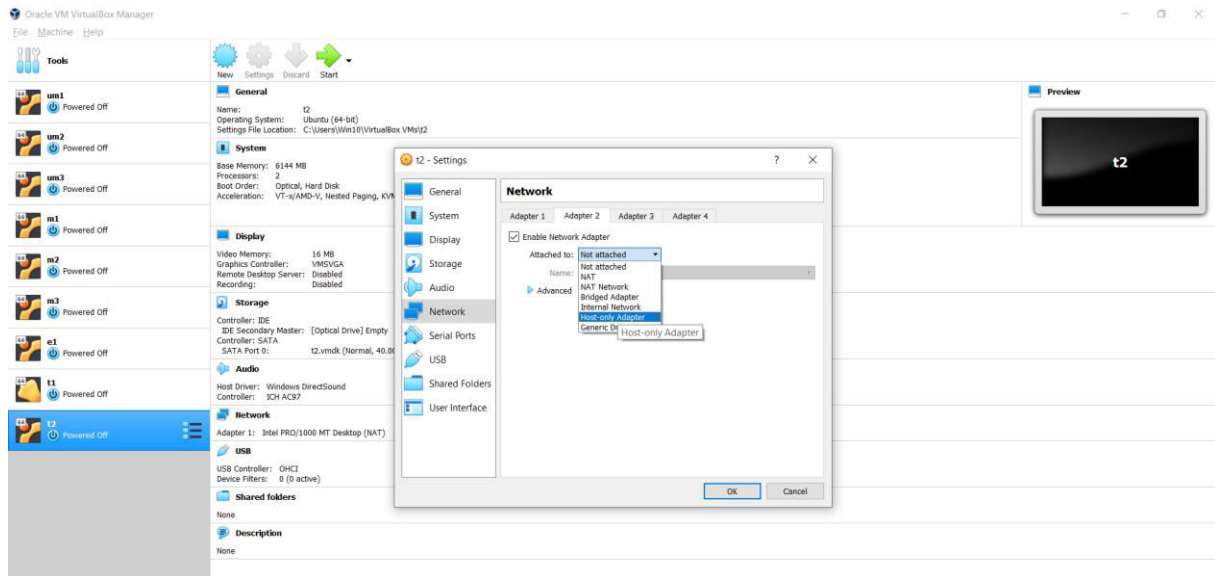 Oracle VM VirtualBox Manager
File Machine Help
Tools
New Settings Discard Start
um1
Powered Off
um2
Powered Off
um3
Powered Off
m1
Powered Off
m2
Powered Off
m3
Powered Off
e1
Powered Off
t1
Powered Off
t2
Powered Off
General
Name: t2
Operating System: Ubuntu (64-bit)
Settings File Location: C:\Users\Win10\VirtualBox VMs\t2
System
Base Memory: 6144 MB
Processors: 2
Boot Order: Optical, Hard Disk
Acceleration: VT-x/AMD-V, Nested Paging, KVM
Display
Video Memory: 16 MB
Graphics Controller: VMSVGA
Remote Desktop Server: Disabled
Recording: Disabled
Storage
Controller: IDE
IDE Secondary Master: [Optical Drive] Empty
Controller: SATA
SATA Port 0: t2.vmdk (Normal, 40.00
Audio
Host Driver: Windows DirectSound
Controller: ICH AC97
Network
Adapter 1: Intel PRO/1000 MT Desktop (NAT)
USB
USB Controller: OHCI
Device Filters: 0 (0 active)
Shared folders
None
Description
None
Preview
t2
t2 - Settings
General
System
Display
Storage
Audio
Network
Serial Ports
USB
Shared Folders
User Interface
Network
Adapter 1 Adapter 2 Adapter 3 Adapter 4
Enable Network Adapter
Attached to: Not attached
Name:
Advanced
Not attached
NAT
NAT Network
Bridged Adapter
Internal Network
Host-only Adapter
Generic
Host-only Adapter
OK Cancel